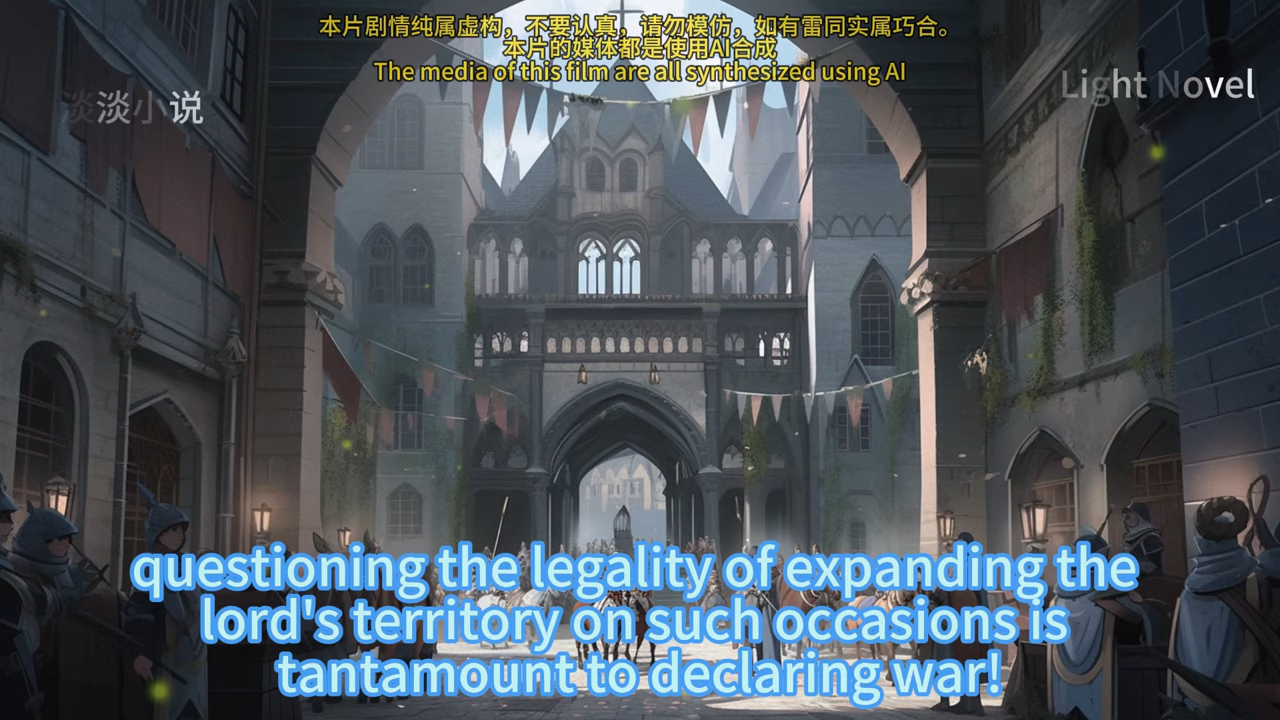 本片剧情纯属虚构，不要认真，请勿模仿，如有雷同实属巧合。
本片的媒体都是使用AI合成
The media of this film are all synthesized using AI
淡淡小说
Light Novel
questioning the legality of expanding the
lord's territory on such occasions is
tantamount to declaring war!